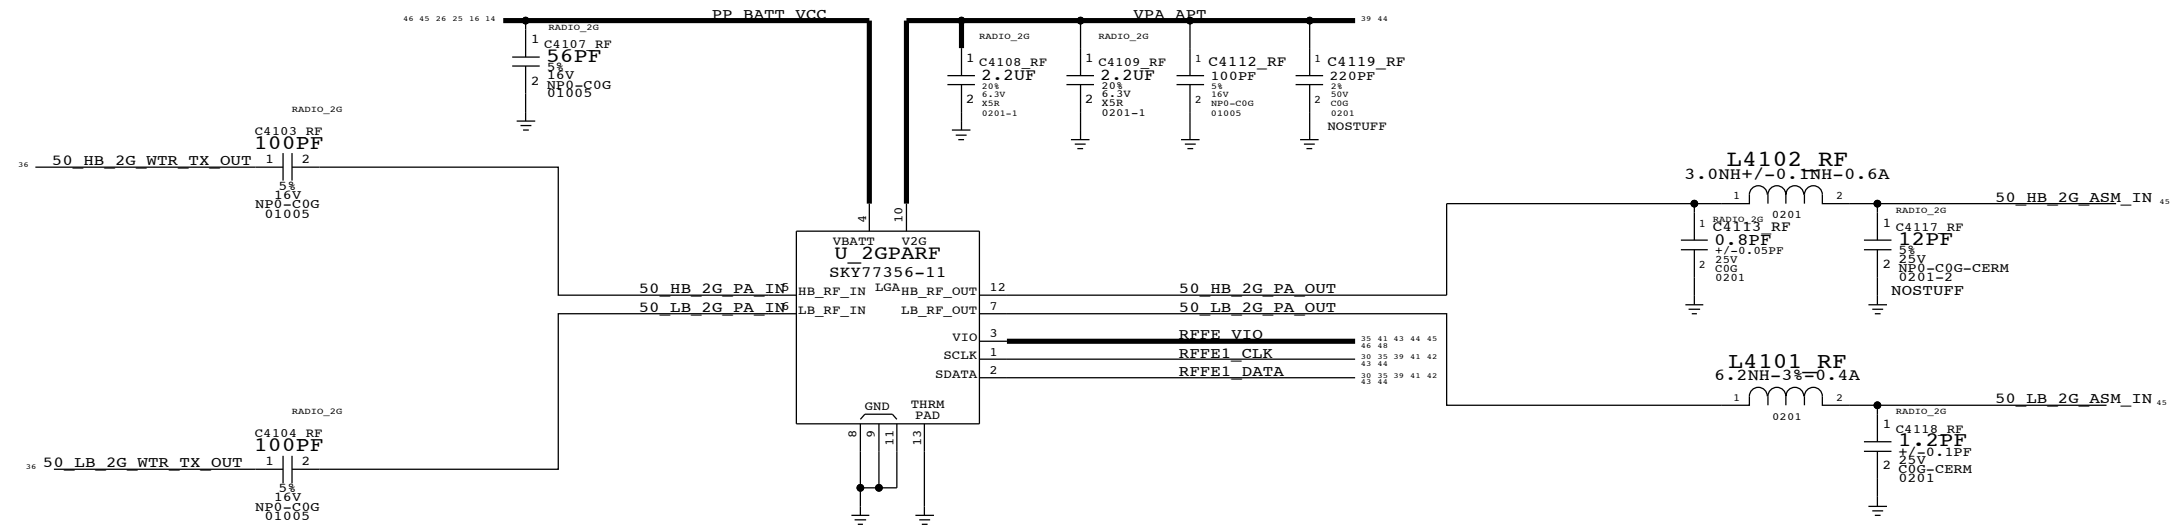 46 45 26 25 16 14
PP_BATT_VCC
RADIO_2G
1
C4107_RF
56PF
5%
16V
2
NP0-C0G
01005
VPA_APT
39 44
RADIO_2G
1
C4108_RF
2.2UF
20%
6.3V
X5R
2
0201-1
RADIO_2G
1
C4109_RF
2.2UF
20%
6.3V
X5R
2
0201-1
1
C4112_RF
100PF
5%
16V
NP0-C0G
2
01005
1
C4119_RF
220PF
2%
50V
C0G
2
0201
NOSTUFF
RADIO_2G
C4103_RF
100PF
36
50_HB_2G_WTR_TX_OUT
1 2
5%
16V
NP0-C0G
01005
RADIO_2G
C4104_RF
100PF
36
50_LB_2G_WTR_TX_OUT
1 2
5%
16V
NP0-C0G
01005
4
10
VBATT
V2G
U_2GPARF
SKY77356-11
LGA
50_HB_2G_PA_IN
5
HB_RF_IN
50_LB_2G_PA_IN
6
LB_RF_IN
HB_RF_OUT
12
50_HB_2G_PA_OUT
LB_RF_OUT
7
50_LB_2G_PA_OUT
VIO
3
RFFE_VIO
35 41 43 44 45
46 48
SCLK
1
RFFE1_CLK
30 35 39 41 42
43 44
SDATA
2
RFFE1_DATA
30 35 39 41 42
43 44
GND
THRM
PAD
8
9
11
13
L4102_RF
3.0NH+/-0.1NH-0.6A
1 2
0201
50_HB_2G_ASM_IN
45
RADIO_2G
1
C4113_RF
0.8PF
+/-0.05PF
25V
2
C0G
0201
RADIO_2G
1
C4117_RF
12PF
5%
25V
2
NP0-C0G-CERM
0201-2
NOSTUFF
L4101_RF
6.2NH-3%-0.4A
1 2
0201
50_LB_2G_ASM_IN
45
RADIO_2G
1
C4118_RF
1.2PF
+/-0.1PF
25V
2
C0G-CERM
0201